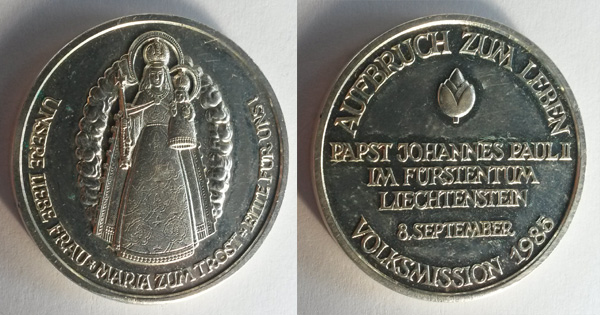 UNSERE LIEBE FRAU · MARIA ZUM TROST · BITTE FÜR UNS!
AUFBRUCH ZUM LEBEN
PAPST JOHANNES PAUL II
IM FÜRSTENTUM
LIECHTENSTEIN
8. SEPTEMBER
VOLKSMISSION 1985